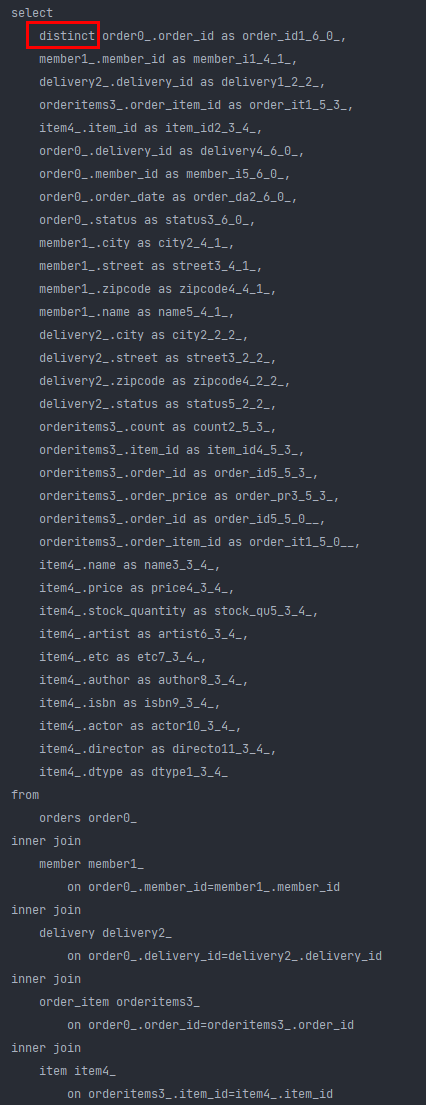 select
distinct order0_.order_id as order_id1_6_0_,
member1_.member_id as member_i1_4_1_,
delivery2_.delivery_id as delivery1_2_2_,
orderitems3_.order_item_id as order_it1_5_3_,
item4_.item_id as item_id2_3_4_,
order0_.delivery_id as delivery4_6_0_,
order0_.member_id as member_i5_6_0_,
order0_.order_date as order_da2_6_0_,
order0_.status as status3_6_0_,
member1_.city as city2_4_1_,
member1_.street as street3_4_1_,
member1_.zipcode as zipcode4_4_1_,
member1_.name as name5_4_1_,
delivery2_.city as city2_2_2_,
delivery2_.street as street3_2_2_,
delivery2_.zipcode as zipcode4_2_2_,
delivery2_.status as status5_2_2_,
orderitems3_.count as count2_5_3_,
orderitems3_.item_id as item_id4_5_3_,
orderitems3_.order_id as order_id5_5_3_,
orderitems3_.order_price as order_pr3_5_3_,
orderitems3_.order_id as order_id5_5_0__,
orderitems3_.order_item_id as order_it1_5_0__,
item4_.name as name3_3_4_,
item4_.price as price4_3_4_,
item4_.stock_quantity as stock_qu5_3_4_,
item4_.artist as artist6_3_4_,
item4_.etc as etc7_3_4_,
item4_.author as author8_3_4_,
item4_.isbn as isbn9_3_4_,
item4_.actor as actor10_3_4_,
item4_.director as directo11_3_4_,
item4_.dtype as dtype1_3_4_
from
orders order0_
inner join
member member1_
on order0_.member_id=member1_.member_id
inner join
delivery delivery2_
on order0_.delivery_id=delivery2_.delivery_id
inner join
order_item orderitems3_
on order0_.order_id=orderitems3_.order_id
inner join
item item4_
on orderitems3_.item_id=item4_.item_id